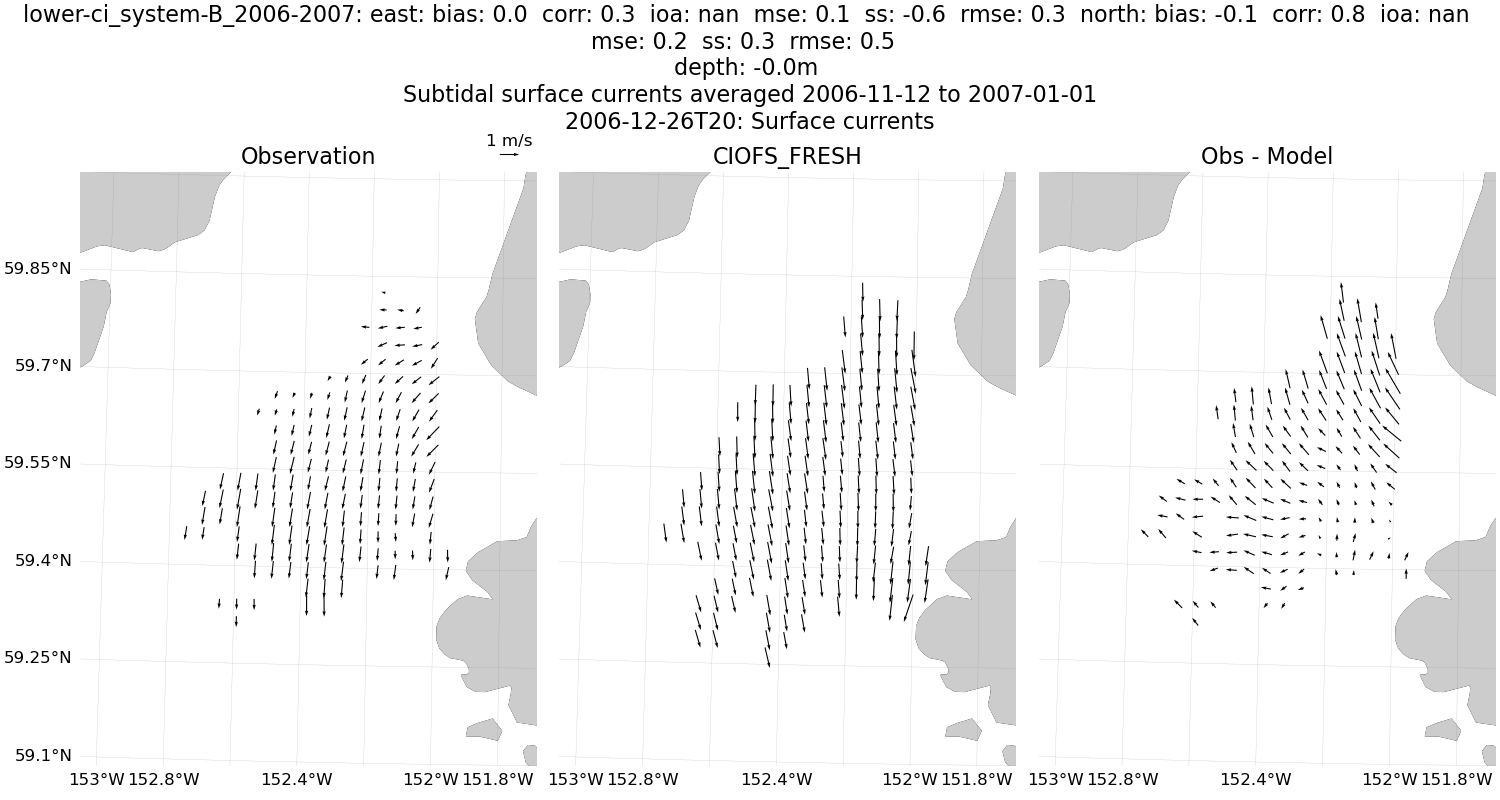 lower-ci_system-B_2006-2007: east: bias: 0.0  corr: 0.3  ioa: nan  mse: 0.1  ss: -0.6  rmse: 0.3  north: bias: -0.1  corr: 0.8  ioa: nan
mse: 0.2  ss: 0.3  rmse: 0.5
depth: -0.0m
Subtidal surface currents averaged 2006-11-12 to 2007-01-01
2006-12-26T20: Surface currents
1 m/s
Observation
CIOFS_FRESH
Obs - Model
59.85°N
59.7°N
59.55°N
59.4°N
59.25°N
59.1°N
153°W 152.8°W 152.4°W 152°W 151.8°W
153°W 152.8°W 152.4°W 152°W 151.8°W
153°W 152.8°W 152.4°W 152°W 151.8°W